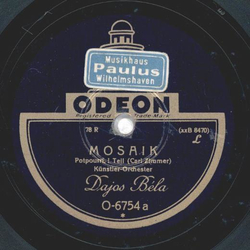 Musikhaus
Paulus
Wilhelmshaven
ODEON
Registered Trade-Mark
78 R
(xxB 6470)
L
MOSAIK
Potpourri I. Teil (Carl Zimmer)
Künstler-Orchester
Dajos Béla
O-6754 a